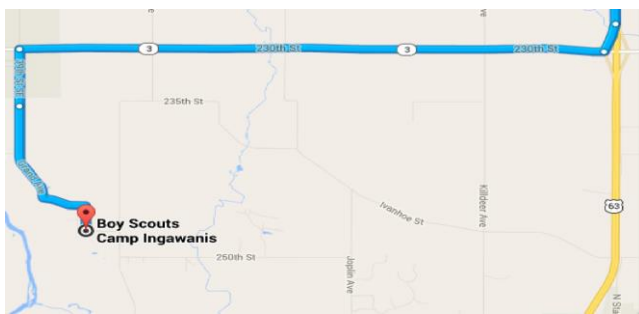 3
230th St
3
230th St
235th St
Ivanhoe St
Killdeer Ave
63
Boy Scouts
Camp Ingawanis
250th St
Joplin Ave
N Sta